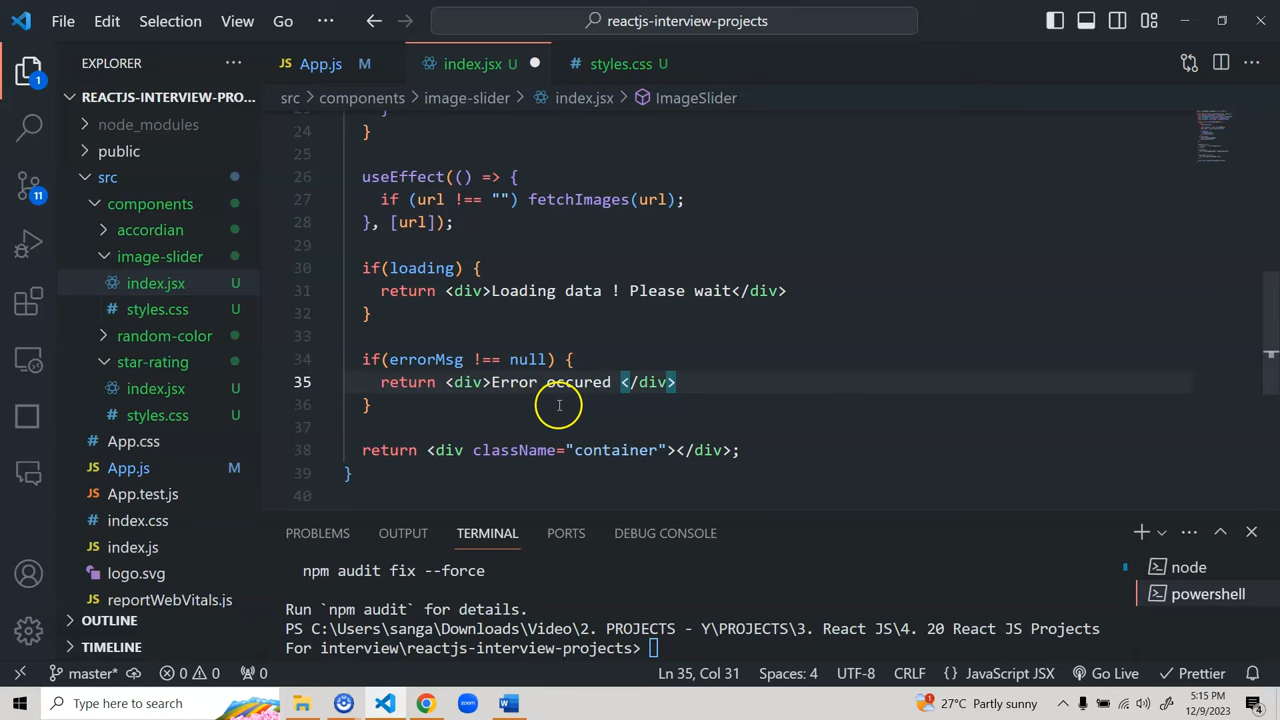 File Edit Selection View Go ··· reactjs-interview-projects
EXPLORER ···
App.js M index.jsx U styles.css U
REACTJS-INTERVIEW-PRO...
src > components > image-slider > index.jsx > ImageSlider
node_modules
public
src
components
accordian
image-slider
index.jsx U
styles.css U
random-color
star-rating
index.jsx U
styles.css U
App.css
App.js M
App.test.js
index.css
index.js
logo.svg
reportWebVitals.js
OUTLINE
TIMELINE
1
11
24 }
25
26 useEffect(() => {
27 if (url !== "") fetchImages(url);
28 }, [url]);
29
30 if(loading) {
31 return <div>Loading data ! Please wait</div>
32 }
33
34 if(errorMsg !== null) {
35 return <div>Error occured </div>
36 }
37
38 return <div className="container"></div>;
39 }
40
PROBLEMS OUTPUT TERMINAL PORTS DEBUG CONSOLE
npm audit fix --force
Run `npm audit` for details.
PS C:\Users\sanga\Downloads\Video\2. PROJECTS - Y\PROJECTS\3. React JS\4. 20 React JS Projects
For interview\reactjs-interview-projects>
node
powershell
master* 0 0 0 Ln 35, Col 31 Spaces: 4 UTF-8 CRLF {} JavaScript JSX Go Live Prettier
Type here to search 27°C Partly sunny 5:15 PM
12/9/2023
4